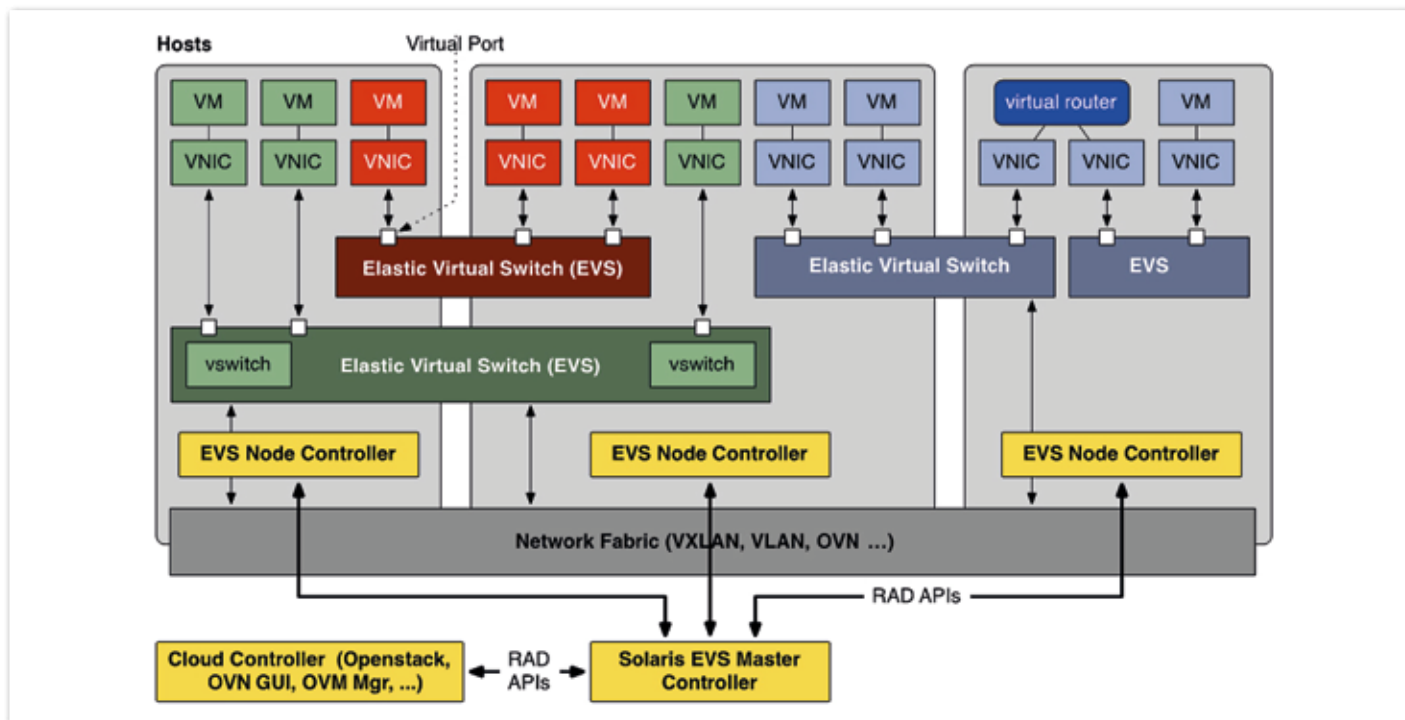 Hosts
Virtual Port
VM
VM
VM
VM
VM
VM
VM
VM
virtual router
VM
VNIC
VNIC
VNIC
VNIC
VNIC
VNIC
VNIC
VNIC
VNIC
VNIC
VNIC
Elastic Virtual Switch (EVS)
Elastic Virtual Switch
EVS
vswitch
Elastic Virtual Switch (EVS)
vswitch
EVS Node Controller
EVS Node Controller
EVS Node Controller
Network Fabric (VXLAN, VLAN, OVN ...)
RAD APIs
Cloud Controller (Openstack,
OVN GUI, OVM Mgr, ...)
RAD
APIs
Solaris EVS Master
Controller